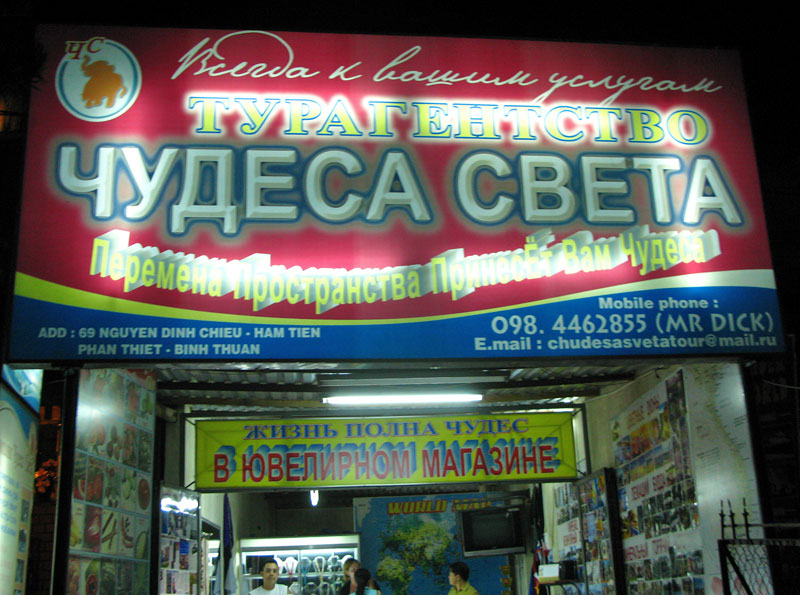 ЧС
Всегда к вашим услугам
ТУРАГЕНТСТВО
ЧУДЕСА СВЕТА
Перемена Пространства ПринесЁт Вам Чудеса
Mobile phone :
098. 4462855 (MR DICK)
E.mail : chudesasvetatour@mail.ru
ADD : 69 NGUYEN DINH CHIEU - HAM TIEN
PHAN THIET - BINH THUAN
ЖИЗНЬ ПОЛНА ЧУДЕС
В ЮВЕЛИРНОМ МАГАЗИНЕ
WORLD MAP